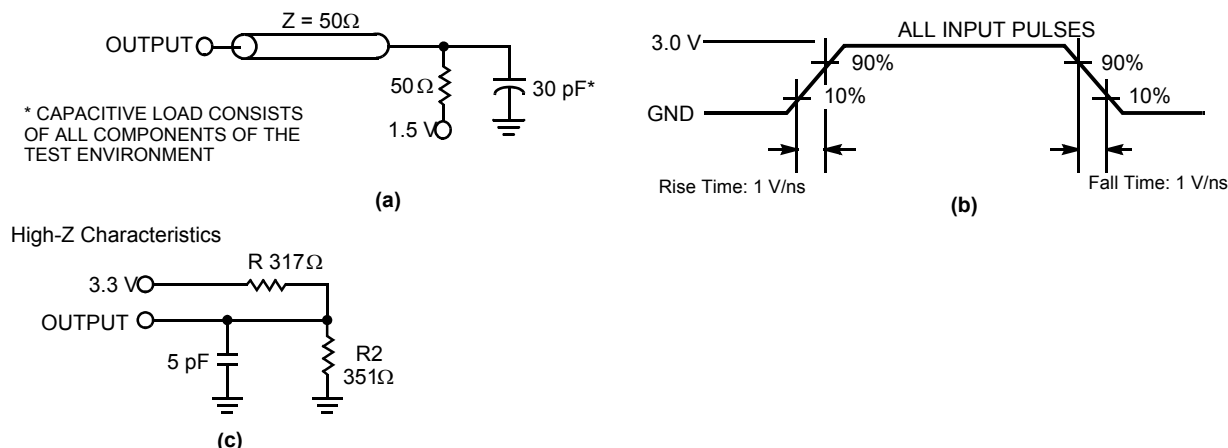 Z = 50Ω
OUTPUT
50Ω
30 pF*
1.5 V
* CAPACITIVE LOAD CONSISTS
OF ALL COMPONENTS OF THE
TEST ENVIRONMENT
(a)
ALL INPUT PULSES
3.0 V
90%
90%
10%
10%
GND
Rise Time: 1 V/ns
Fall Time: 1 V/ns
(b)
High-Z Characteristics
R 317Ω
3.3 V
OUTPUT
5 pF
R2
351Ω
(c)